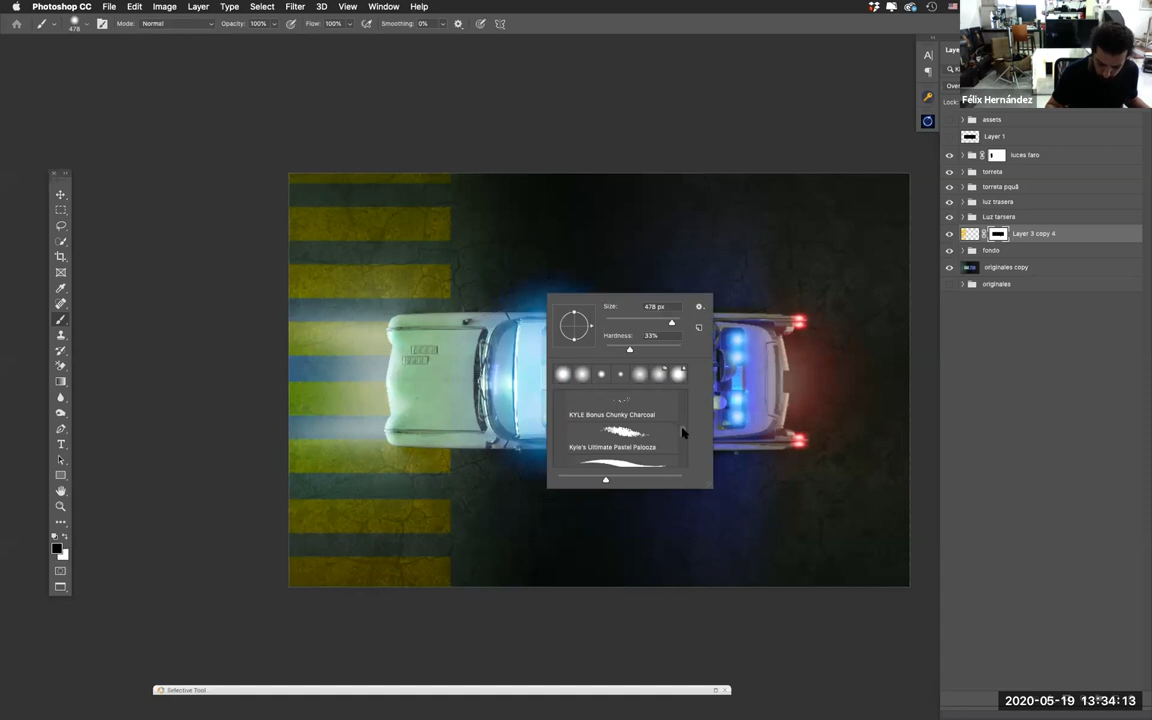 Photoshop CC File Edit Image Layer Type Select Filter 3D View Window Help
478 Mode: Normal Opacity: 100% Flow: 100% Smoothing: 0%
Félix Hernández
Lock:
assets
Layer 1
luces faro
torreta
torreta pquã
luz trasera
Luz tarsera
Layer 3 copy 4
fondo
originales copy
originales
Size: 478 px
Hardness: 33%
KYLE Bonus Chunky Charcoal
Kyle's Ultimate Pastel Palooza
Selective Tool
2020-05-19 13:34:13